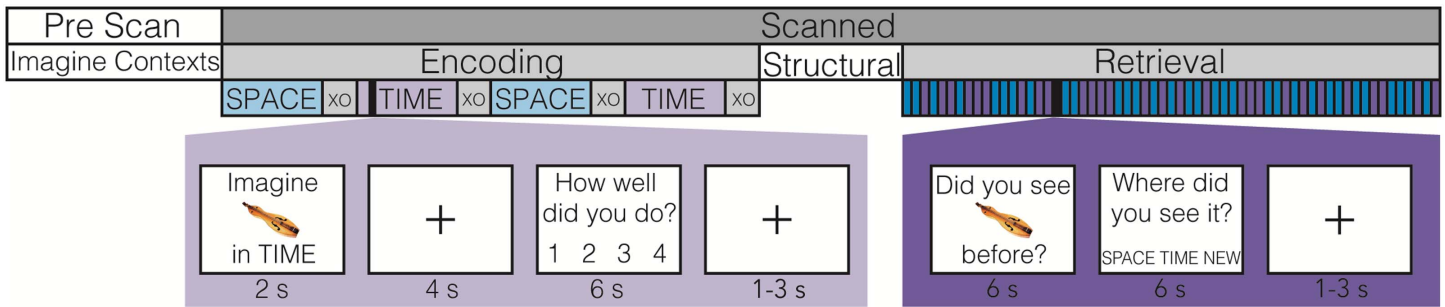 Pre Scan
Scanned
Imagine Contexts
Encoding
Structural
Retrieval
SPACE
XO
TIME
XO
SPACE
XO
TIME
XO
Imagine
in TIME
2 s
+
4 s
How well
did you do?
1 2 3 4
6 s
+
1-3 s
Did you see
before?
6 s
Where did
you see it?
SPACE TIME NEW
6 s
+
1-3 s